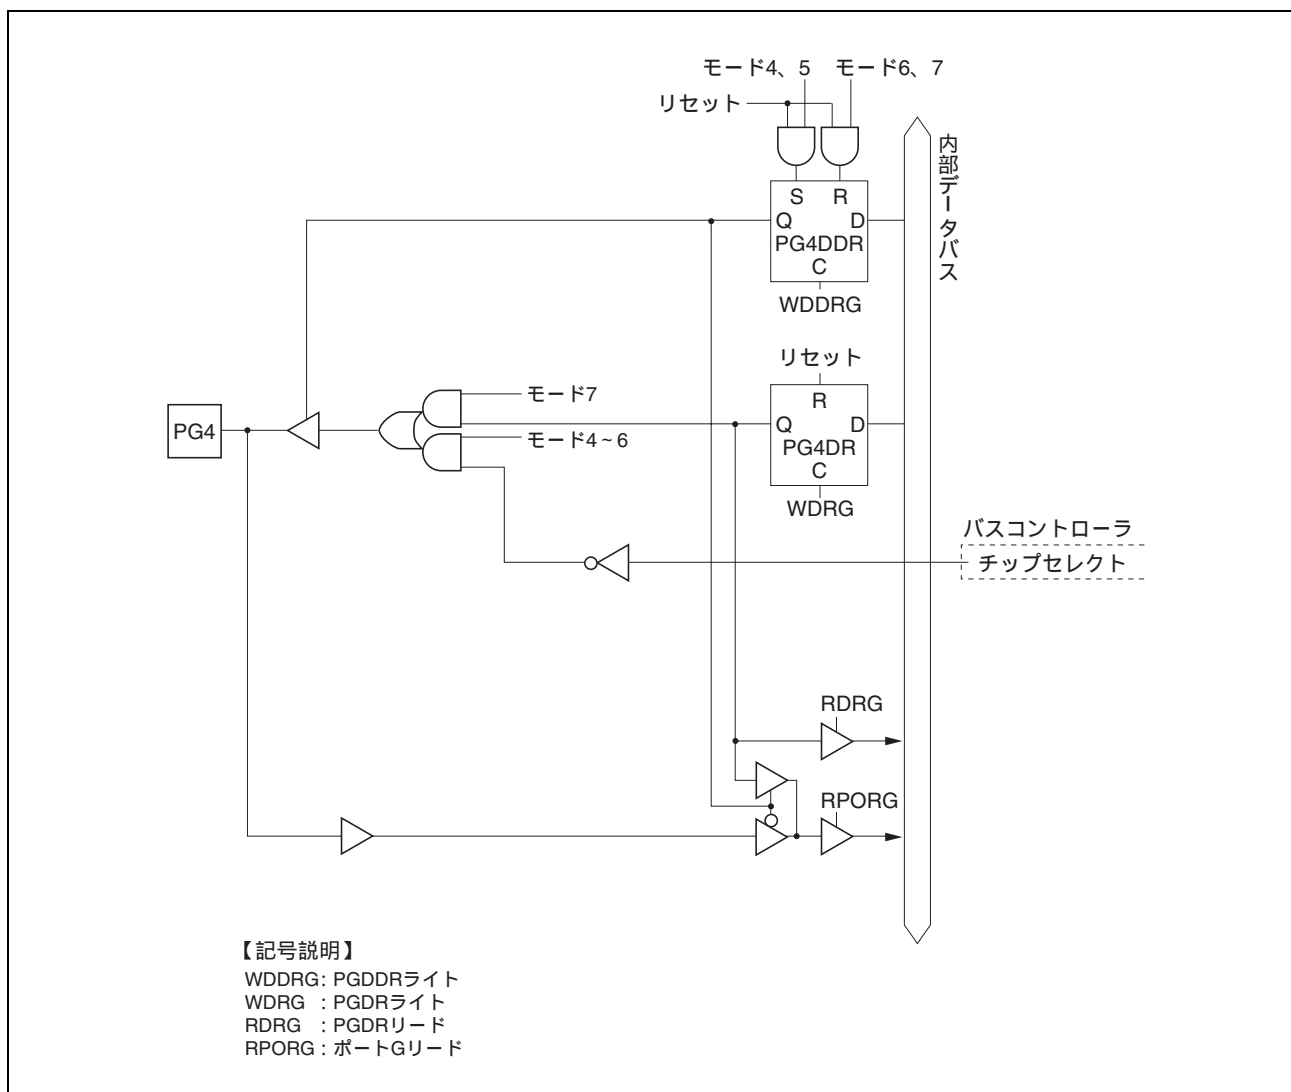 モード4、5 モード6、7
リセット
内部データバス
S R
Q D
PG4DDR
C
WDDRG
リセット
R
モード7
Q D
PG4
モード4~6
PG4DR
C
WDRG
バスコントローラ
チップセレクト
RDRG
RPORG
【記号説明】
WDDRG: PGDDRライト
WDRG : PGDRライト
RDRG : PGDRリード
RPORG : ポートGリード